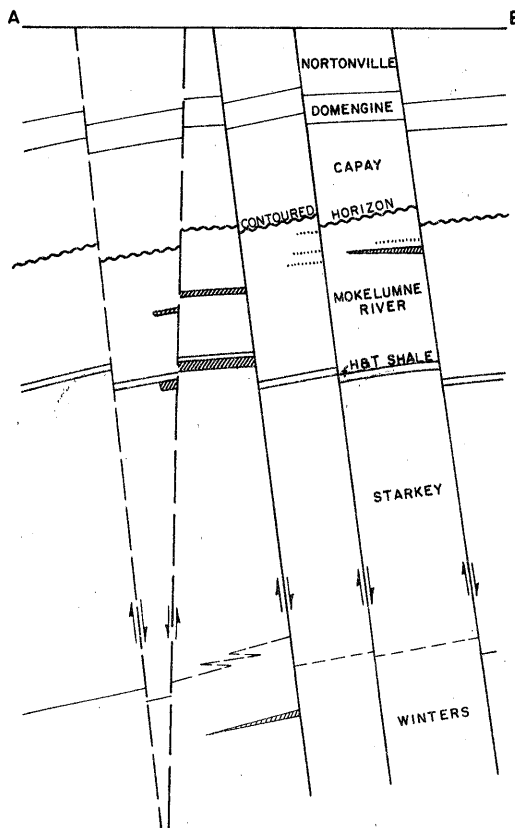 A
B
NORTONVILLE
DOMENGINE
CAPAY
CONTOURED HORIZON
MOKELUMNE
RIVER
H&T SHALE
STARKEY
WINTERS